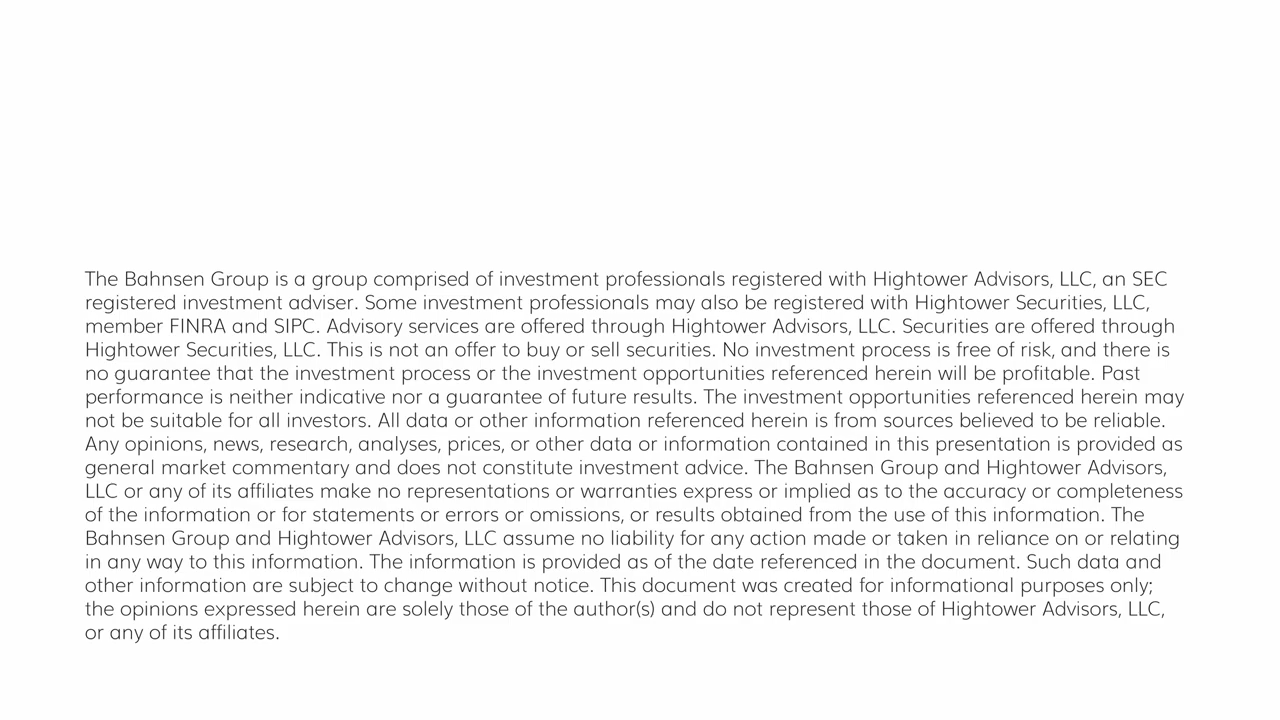 The Bahnsen Group is a group comprised of investment professionals registered with Hightower Advisors, LLC, an SEC
registered investment adviser. Some investment professionals may also be registered with Hightower Securities, LLC,
member FINRA and SIPC. Advisory services are offered through Hightower Advisors, LLC. Securities are offered through
Hightower Securities, LLC. This is not an offer to buy or sell securities. No investment process is free of risk, and there is
no guarantee that the investment process or the investment opportunities referenced herein will be profitable. Past
performance is neither indicative nor a guarantee of future results. The investment opportunities referenced herein may
not be suitable for all investors. All data or other information referenced herein is from sources believed to be reliable.
Any opinions, news, research, analyses, prices, or other data or information contained in this presentation is provided as
general market commentary and does not constitute investment advice. The Bahnsen Group and Hightower Advisors,
LLC or any of its affiliates make no representations or warranties express or implied as to the accuracy or completeness
of the information or for statements or errors or omissions, or results obtained from the use of this information. The
Bahnsen Group and Hightower Advisors, LLC assume no liability for any action made or taken in reliance on or relating
in any way to this information. The information is provided as of the date referenced in the document. Such data and
other information are subject to change without notice. This document was created for informational purposes only;
the opinions expressed herein are solely those of the author(s) and do not represent those of Hightower Advisors, LLC,
or any of its affiliates.